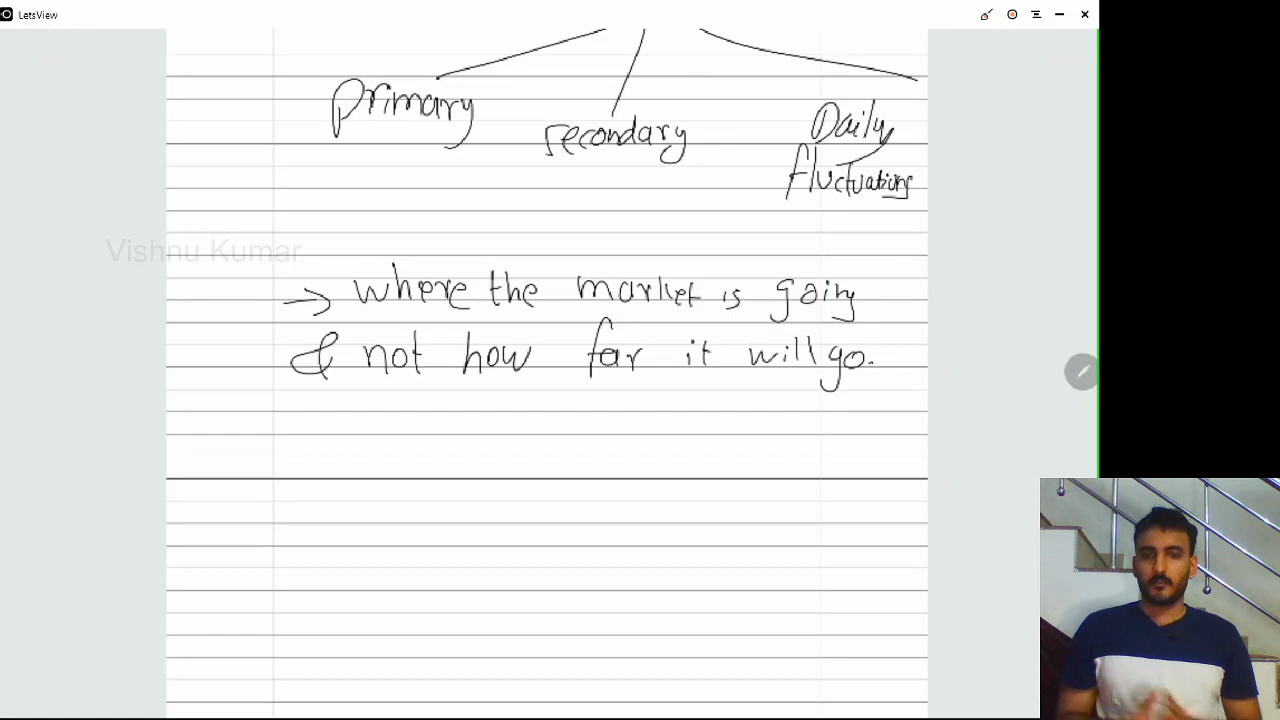 LetsView
Primary
secondary
Daily
fluctuations
Vishnu Kumar
→ where the market is going
& not how far it will go.